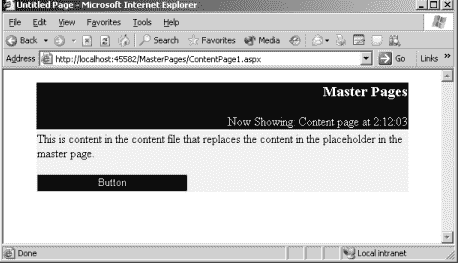 Untitled Page - Microsoft Internet Explorer
File Edit View Favorites Tools Help
Back Search Favorites Media
Address http://localhost:45582/MasterPages/ContentPage1.aspx Go Links »
Master Pages
Now Showing: Content page at 2:12:03
This is content in the content file that replaces the content in the placeholder in the
master page.
Button
Done Local intranet